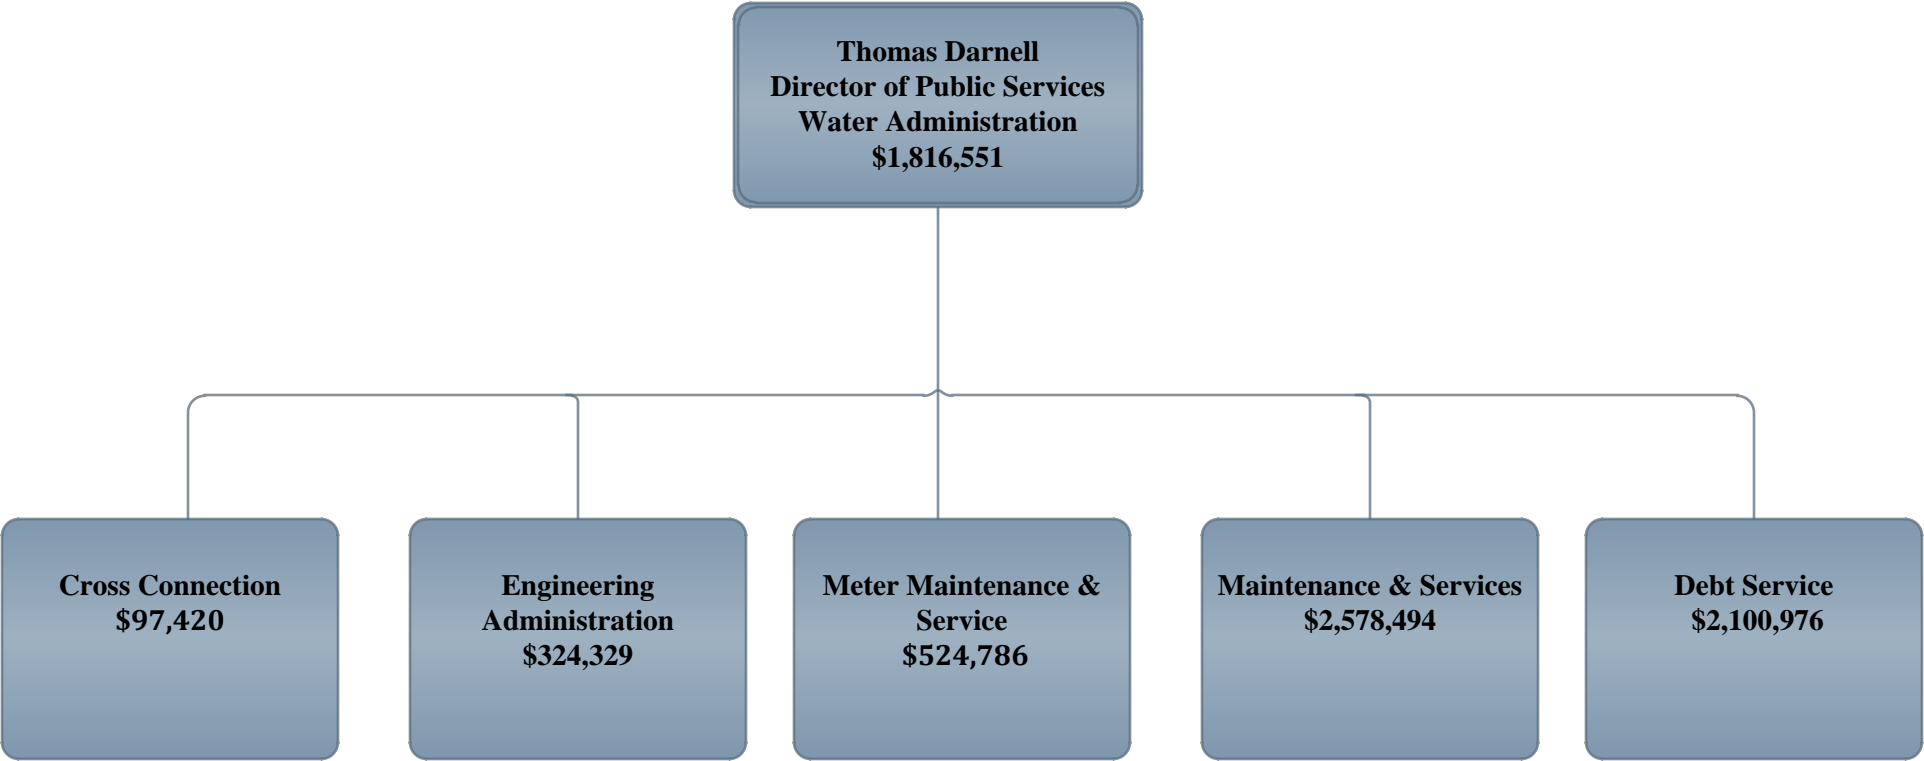 Thomas Darnell
Director of Public Services
Water Administration
$1,816,551
Cross Connection
$97,420
Engineering
Administration
$324,329
Meter Maintenance &
Service
$524,786
Maintenance & Services
$2,578,494
Debt Service
$2,100,976